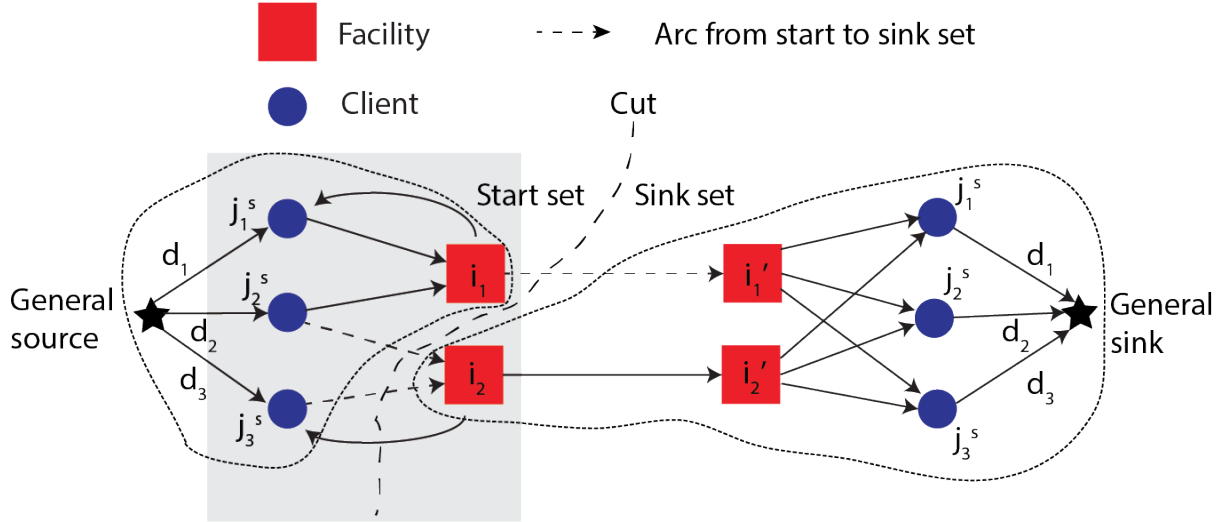 Facility
Arc from start to sink set
Client
Cut
Start set
Sink set
j₁ˢ
j₁ˢ
d₁
d₁
i₁
i₁′
j₂ˢ
j₂ˢ
General
source
General
sink
d₂
d₂
i₂
i₂′
d₃
d₃
j₃ˢ
j₃ˢ